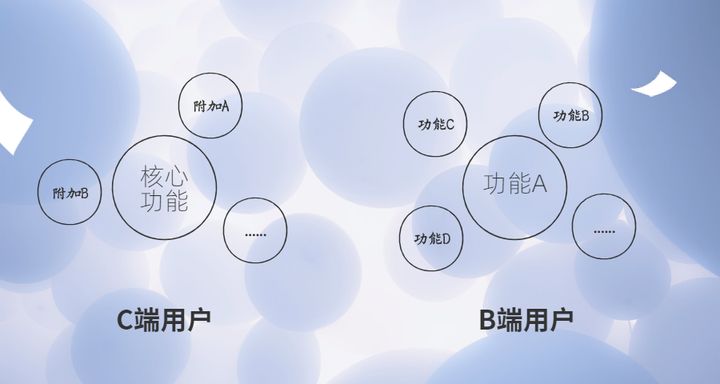 附加A
核心
功能
附加B
......
C端用户
功能B
功能C
功能A
功能D
......
B端用户